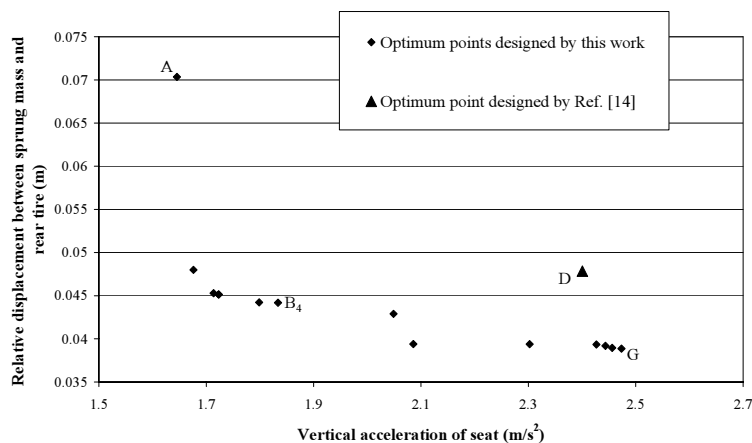 Relative displacement between sprung mass and
rear tire (m)
0.075
0.07
0.065
0.06
0.055
0.05
0.045
0.04
0.035
Optimum points designed by this work
Optimum point designed by Ref. [14]
A
B₄
D
G
1.5 1.7 1.9 2.1 2.3 2.5 2.7
Vertical acceleration of seat (m/s²)